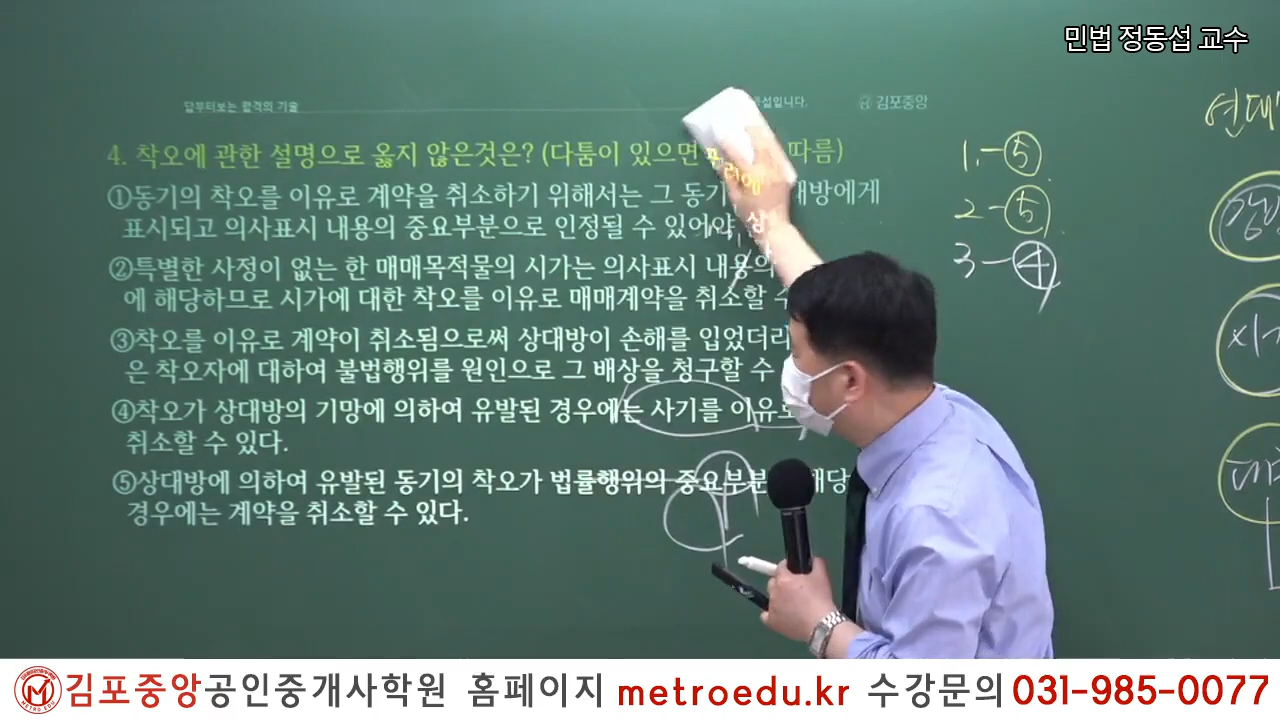 민법 정동섭 교수
답부터보는 합격의 기술
입니다.
김포중앙
4. 착오에 관한 설명으로 옳지 않은것은? (다툼이 있으면 따름)
①동기의 착오를 이유로 계약을 취소하기 위해서는 그 동기 대방에게
표시되고 의사표시 내용의 중요부분으로 인정될 수 있어야 상
②특별한 사정이 없는 한 매매목적물의 시가는 의사표시 내용의
에 해당하므로 시가에 대한 착오를 이유로 매매계약을 취소할 수
③착오를 이유로 계약이 취소됨으로써 상대방이 손해를 입었더라
은 착오자에 대하여 불법행위를 원인으로 그 배상을 청구할 수
④착오가 상대방의 기망에 의하여 유발된 경우에는 사기를 이유로
취소할 수 있다.
⑤상대방에 의하여 유발된 동기의 착오가 법률행위의 중요부분 해당
경우에는 계약을 취소할 수 있다.
1.-⑤
2-⑤
3-④
연대
METRO EDU
김포중앙공인중개사학원 홈페이지 metroedu.kr 수강문의 031-985-0077